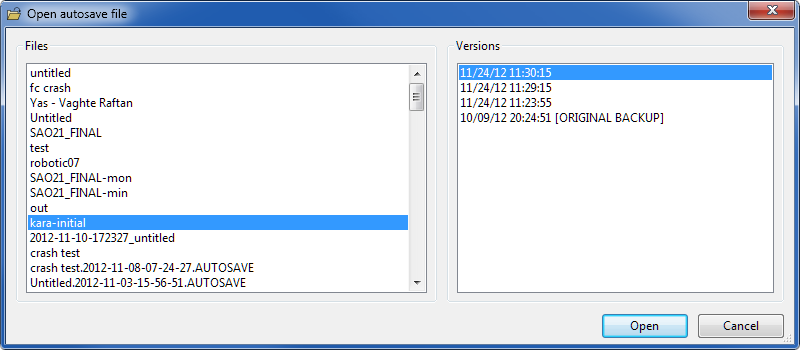 Open autosave file
Files
untitled
fc crash
Yas - Vaghte Raftan
Untitled
SAO21_FINAL
test
robotic07
SAO21_FINAL-mon
SAO21_FINAL-min
out
kara-initial
2012-11-10-172327_untitled
crash test
crash test.2012-11-08-07-24-27.AUTOSAVE
Untitled.2012-11-03-15-56-51.AUTOSAVE
Versions
11/24/12 11:30:15
11/24/12 11:29:15
11/24/12 11:23:55
10/09/12 20:24:51 [ORIGINAL BACKUP]
Open
Cancel